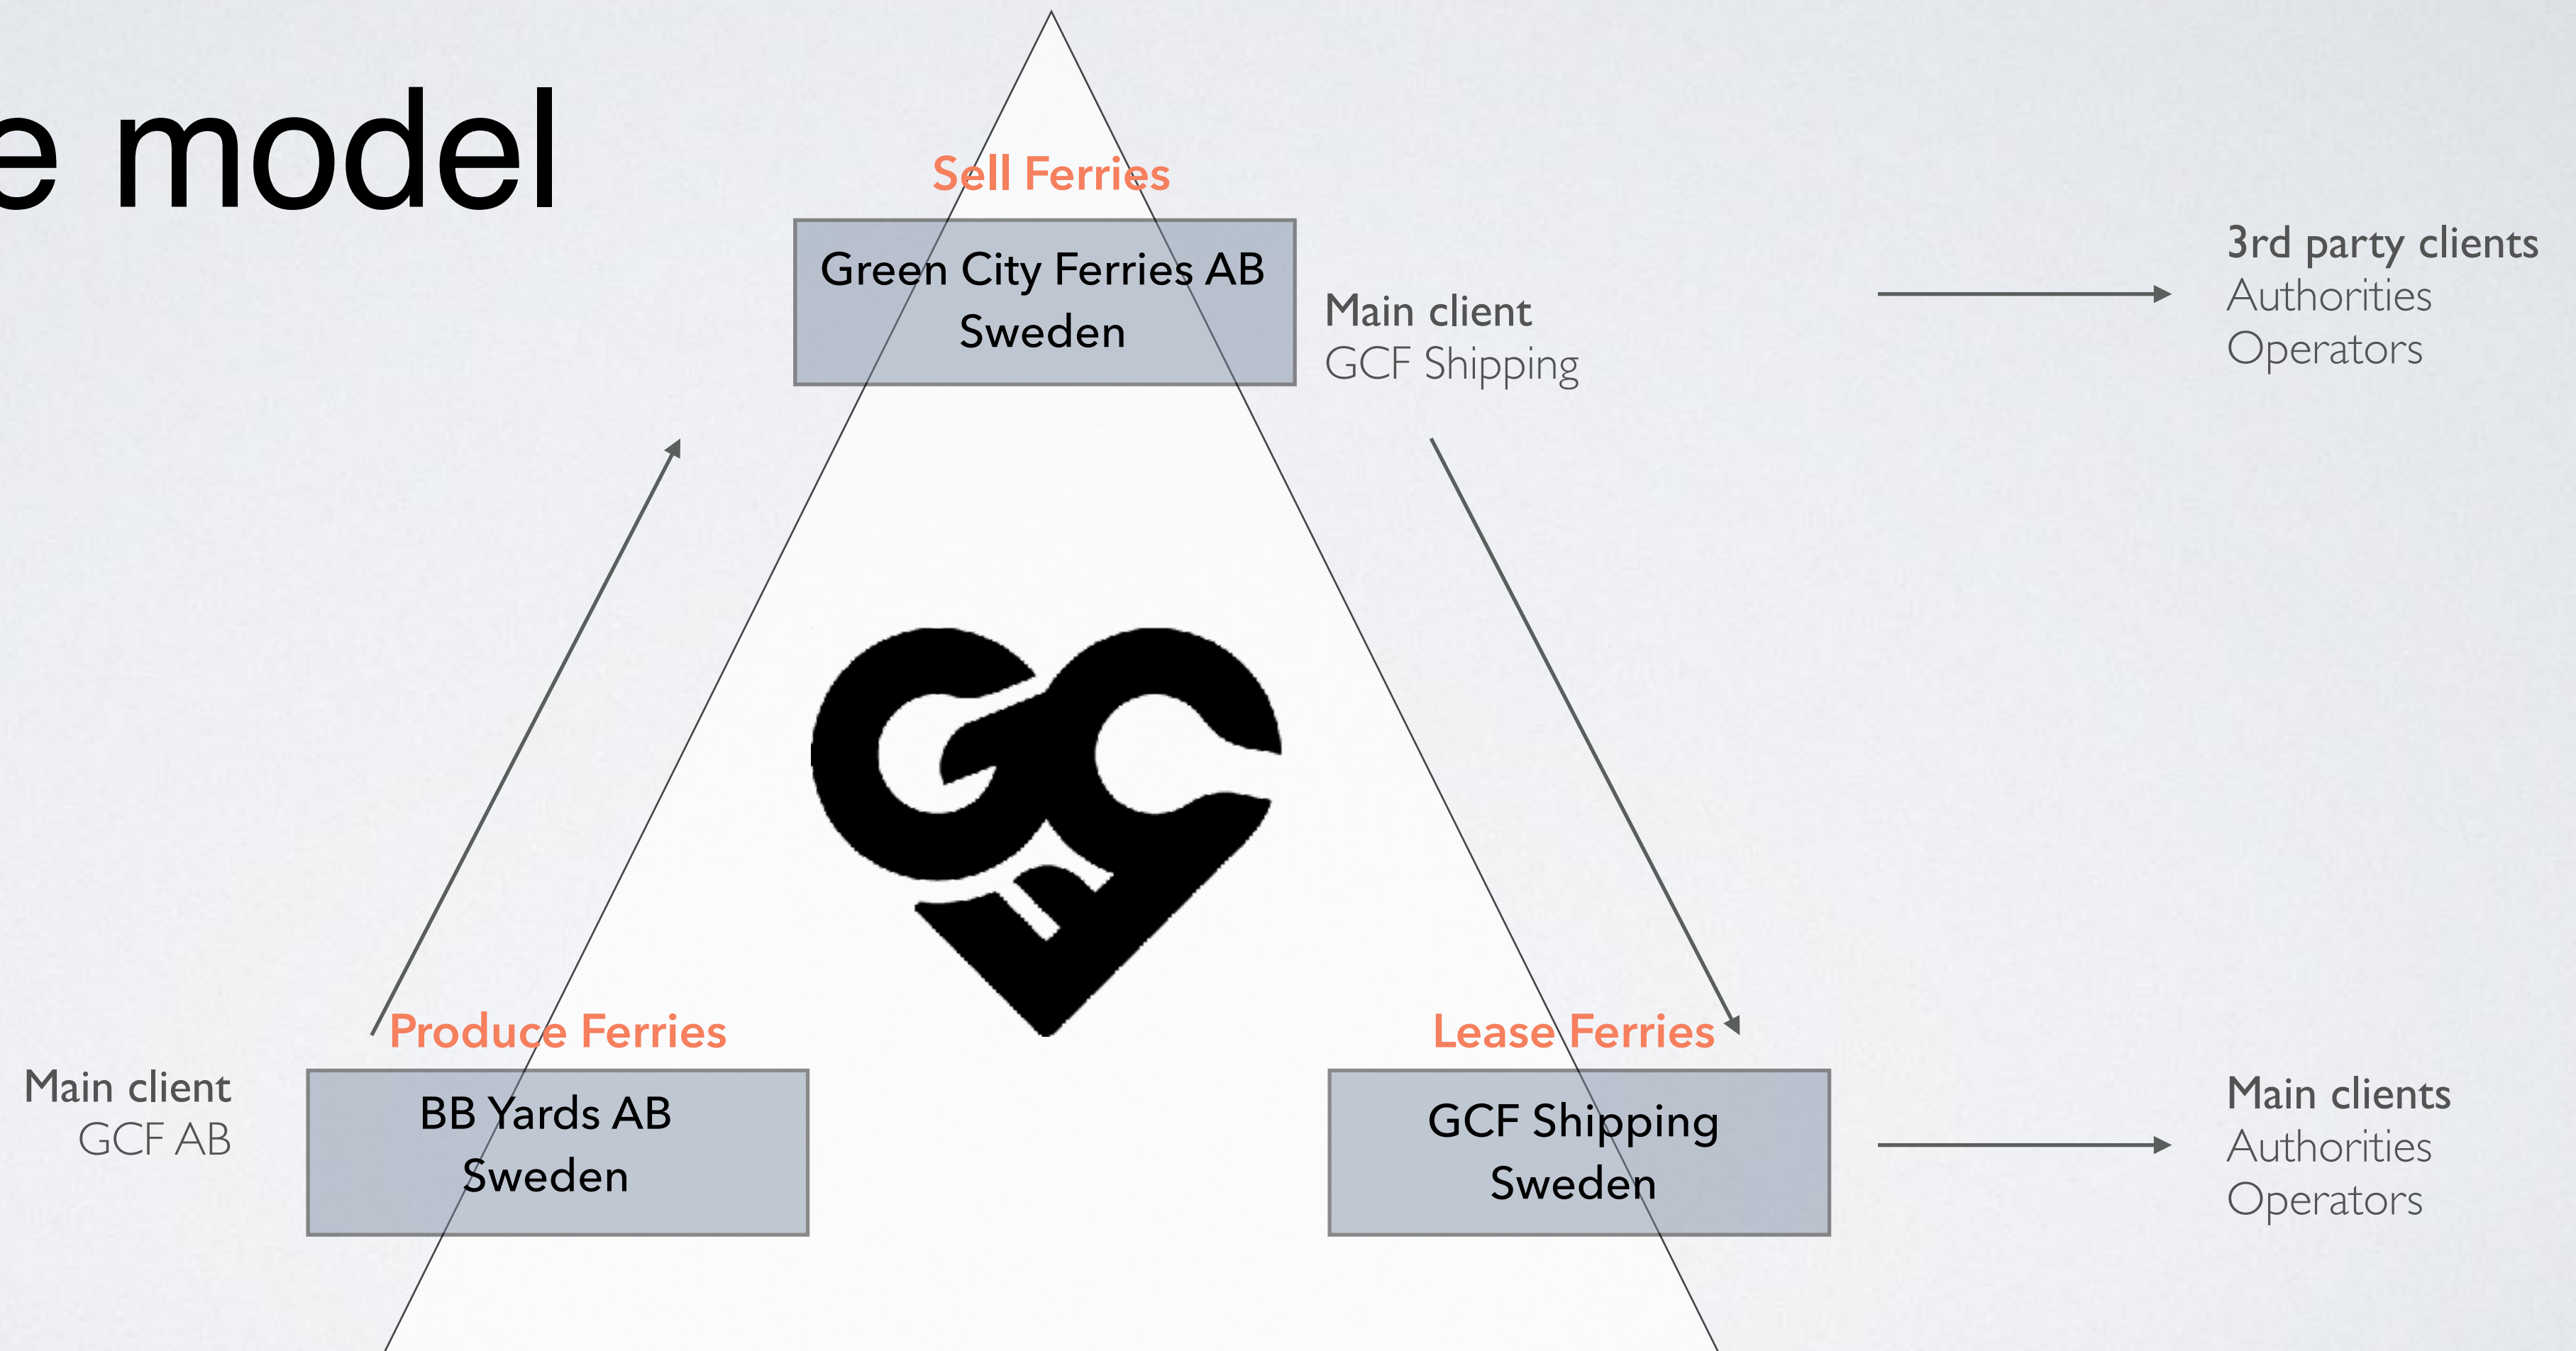 e model
Sell Ferries
Green City Ferries AB
Sweden
Main client
GCF Shipping
3rd party clients
Authorities
Operators
GCF
Produce Ferries
Main client
GCF AB
BB Yards AB
Sweden
Lease Ferries
GCF Shipping
Sweden
Main clients
Authorities
Operators